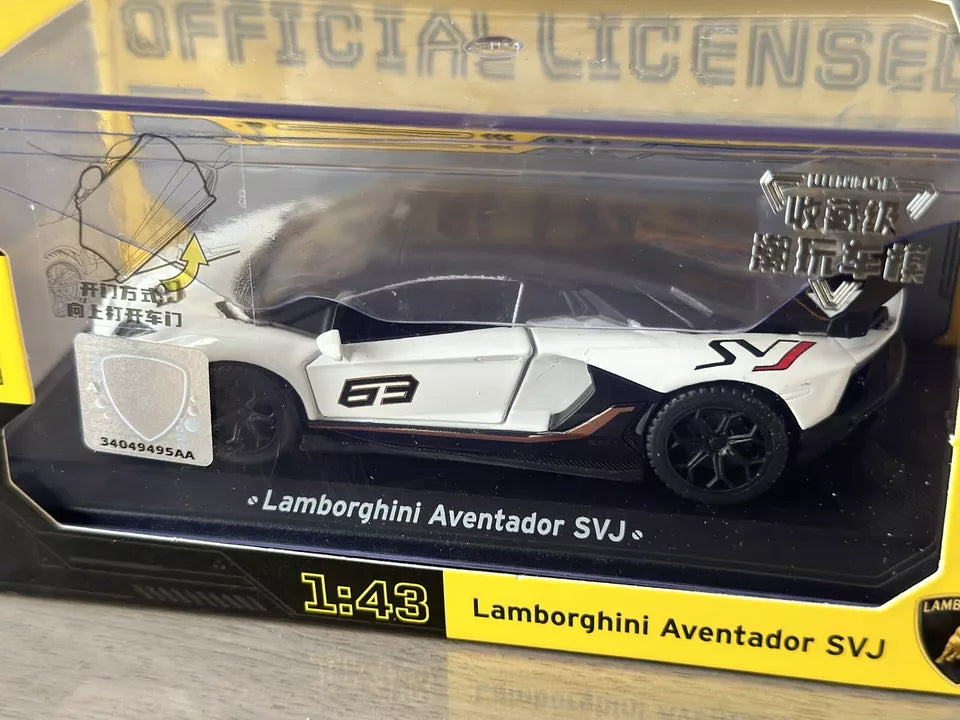 OFFICIAL LICENSED
收藏级
潮玩车模
开门方式
向上打开车门
63
SVJ
34049495AA
Lamborghini Aventador SVJ
1:43
Lamborghini Aventador SVJ
LAMB